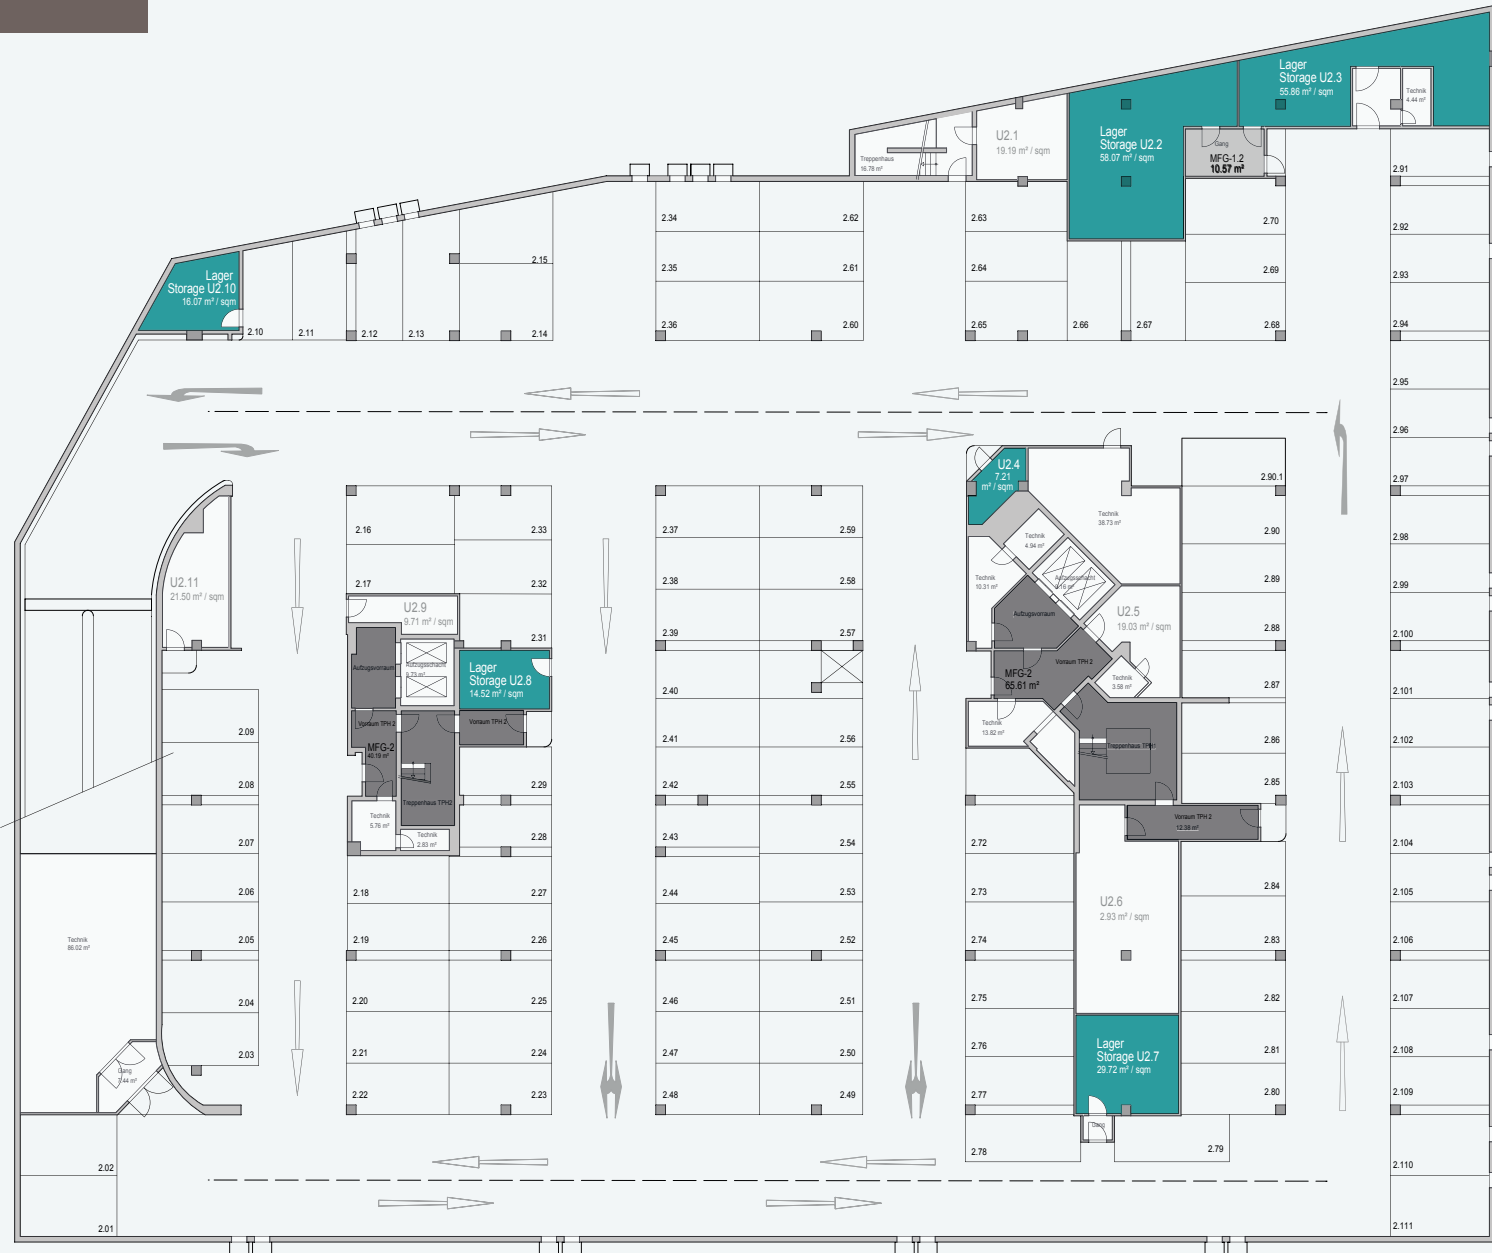 Lager
Storage U2.3
55.86 m² / sqm
Technik
4.44 m²
U2.1
19.19 m² / sqm
Lager
Storage U2.2
58.07 m² / sqm
Gang
MFG-1.2
10.57 m²
Treppenhaus
16.78 m²
2.91
2.34
2.62
2.63
2.70
2.92
2.15
2.35
2.61
2.64
2.69
2.93
Lager
Storage U2.10
16.07 m² / sqm
2.10
2.11
2.12
2.13
2.14
2.36
2.60
2.65
2.66
2.67
2.68
2.94
2.95
2.96
U2.4
7.21
m² / sqm
2.90.1
2.97
Technik
38.73 m²
2.16
2.33
2.37
2.59
2.90
2.98
Technik
4.94 m²
2.17
2.32
2.38
2.58
Technik
10.31 m²
Aufzugsschacht
2.89
2.99
U2.11
21.50 m² / sqm
U2.9
9.71 m² / sqm
Aufzugsvorraum
U2.5
19.03 m² / sqm
2.31
2.39
2.57
2.88
2.100
Aufzugsvorraum
Aufzugsschacht
9.73 m²
Lager
Storage U2.8
14.52 m² / sqm
Vorraum TPH 2
MFG-2
65.61 m²
Technik
3.58 m²
2.40
2.87
2.101
Vorraum TPH 2
Vorraum TPH 2
Technik
13.82 m²
2.09
MFG-2
40.19 m²
2.41
2.56
Treppenhaus TPH1
2.86
2.102
2.08
2.29
2.42
2.55
2.85
2.103
Treppenhaus TPH2
Technik
5.76 m²
Technik
2.83 m²
Vorraum TPH 2
12.38 m²
2.07
2.28
2.43
2.54
2.72
2.104
2.06
2.18
2.27
2.44
2.53
2.73
2.84
2.105
U2.6
2.93 m² / sqm
Technik
86.02 m²
2.05
2.19
2.26
2.45
2.52
2.74
2.83
2.106
2.04
2.20
2.25
2.46
2.51
2.75
2.82
2.107
2.03
2.21
2.24
2.47
2.50
2.76
Lager
Storage U2.7
29.72 m² / sqm
2.81
2.108
Gang
7.44 m²
2.22
2.23
2.48
2.49
2.77
2.80
2.109
Gang
2.78
2.79
2.02
2.110
2.01
2.111